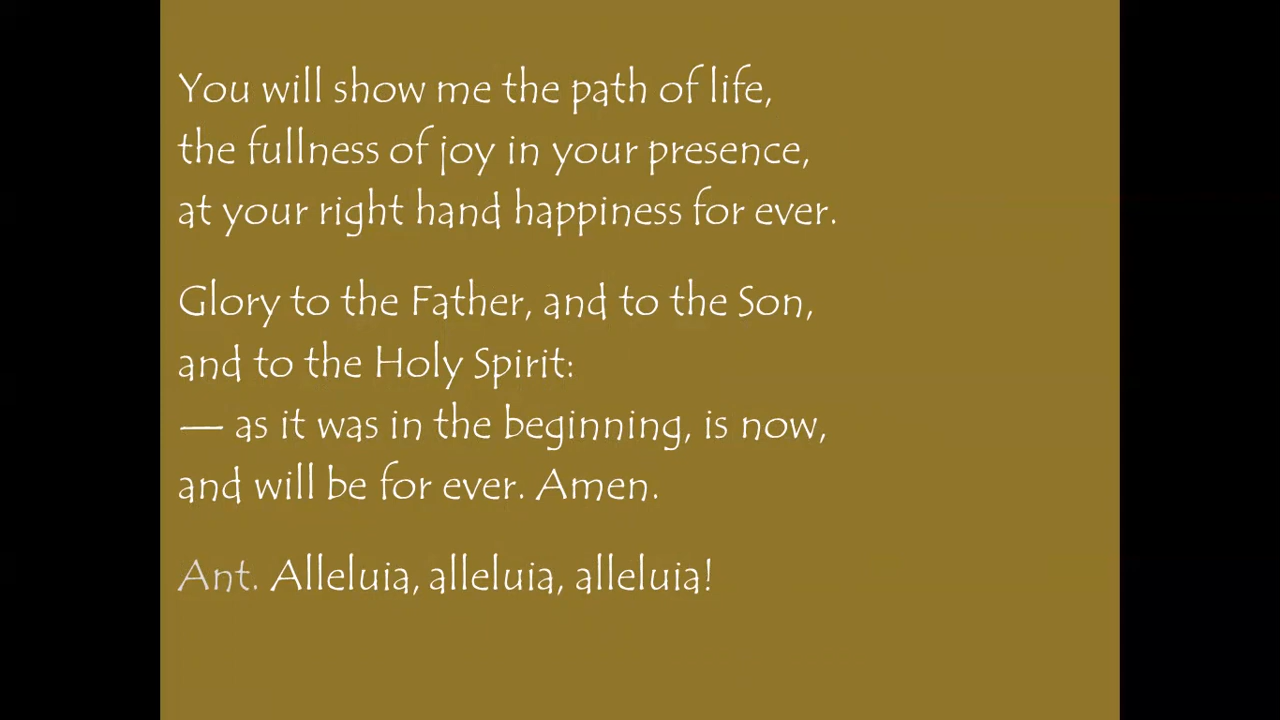 You will show me the path of life,
the fullness of joy in your presence,
at your right hand happiness for ever.
Glory to the Father, and to the Son,
and to the Holy Spirit:
— as it was in the beginning, is now,
and will be for ever. Amen.
Ant. Alleluia, alleluia, alleluia!